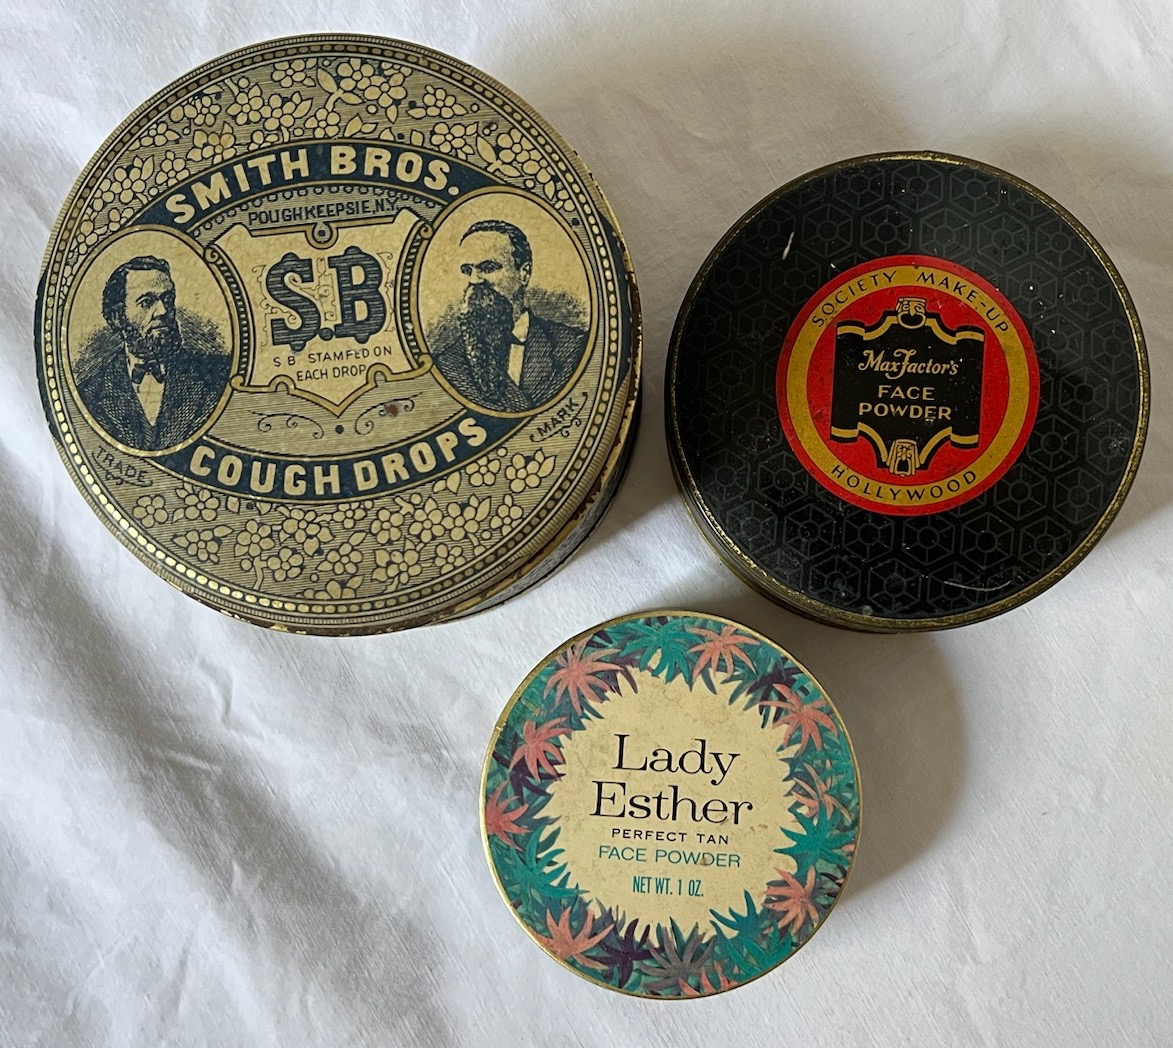 SMITH BROS.
POUGHKEEPSIE, N.Y.
S.B
S B STAMPED ON
EACH DROP
TRADE
MARK
COUGH DROPS
SOCIETY MAKE-UP
Max Factor's
FACE
POWDER
HOLLYWOOD
Lady
Esther
PERFECT TAN
FACE POWDER
NET WT. 1 OZ.